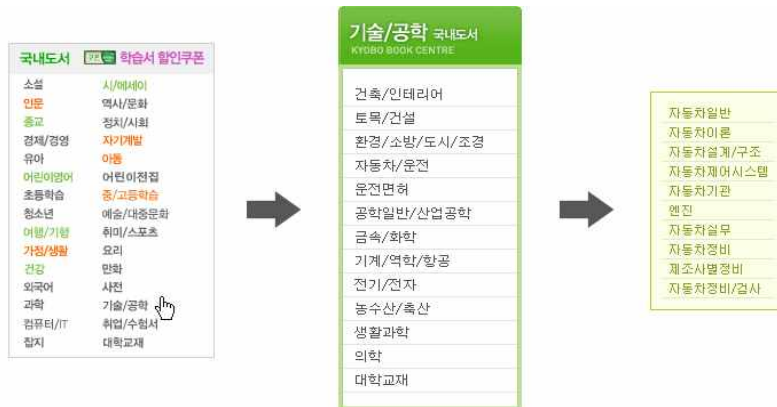 국내도서 학습서 할인쿠폰
소설 시/에세이
인문 역사/문화
종교 정치/사회
경제/경영 자기계발
유아 아동
어린이영어 어린이전집
초등학습 중/고등학습
청소년 예술/대중문화
여행/기행 취미/스포츠
가정/생활 요리
건강 만화
외국어 사전
과학 기술/공학
컴퓨터/IT 취업/수험서
잡지 대학교재
기술/공학 국내도서
KYOBO BOOK CENTRE
건축/인테리어
토목/건설
환경/소방/도시/조경
자동차/운전
운전면허
공학일반/산업공학
금속/화학
기계/역학/항공
전기/전자
농수산/축산
생활과학
의학
대학교재
자동차일반
자동차이론
자동차설계/구조
자동차제어시스템
자동차기관
엔진
자동차실무
자동차정비
제조사별정비
자동차정비/검사